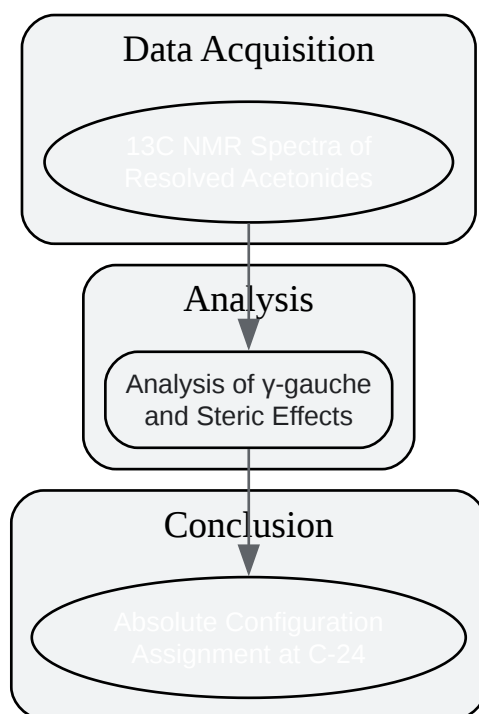 Data Acquisition
13C NMR Spectra of
Resolved Acetonides
Analysis
Analysis of γ-gauche
and Steric Effects
Conclusion
Absolute Configuration
Assignment at C-24